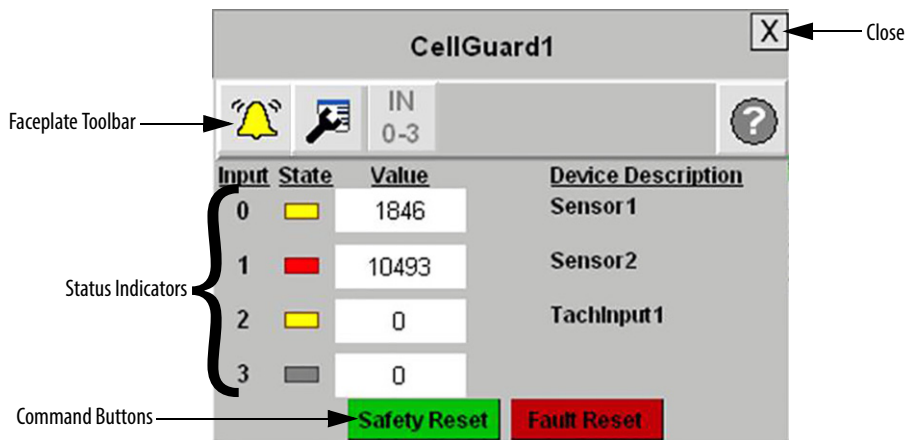 CellGuard1
X
Close
Faceplate Toolbar
IN
0-3
?
Input State Value Device Description
0 1846 Sensor1
1 10493 Sensor2
Status Indicators
2 0 TachInput1
3 0
Command Buttons
Safety Reset Fault Reset